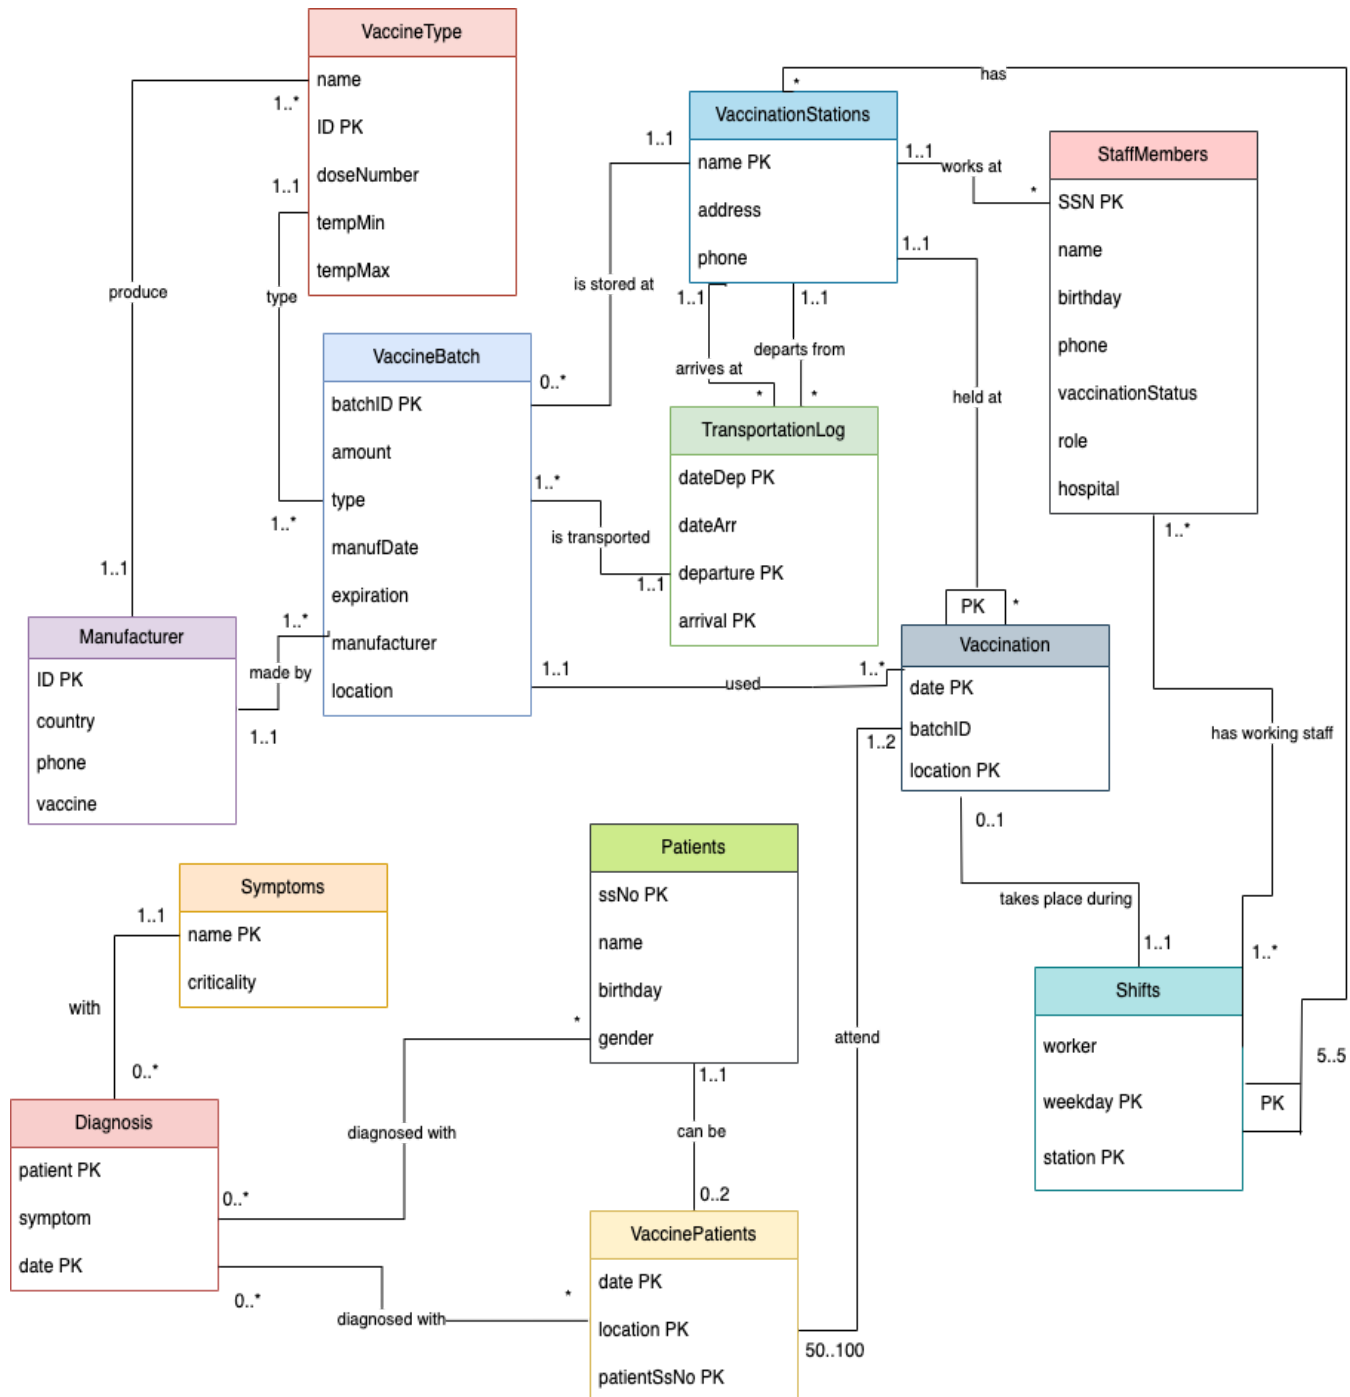 VaccineType
name
ID PK
doseNumber
tempMin
tempMax
1..*
1..1
produce
type
1..*
1..1
has
*
VaccinationStations
name PK
address
phone
1..1
1..1
works at
*
1..1
is stored at
0..*
1..1
1..1
arrives at
departs from
*
*
held at
StaffMembers
SSN PK
name
birthday
phone
vaccinationStatus
role
hospital
1..*
VaccineBatch
batchID PK
amount
type
manufDate
expiration
manufacturer
location
1..*
is transported
1..1
TransportationLog
dateDep PK
dateArr
departure PK
arrival PK
PK
*
Manufacturer
ID PK
country
phone
vaccine
1..*
made by
1..1
1..1
used
1..*
Vaccination
date PK
batchID
location PK
1..2
0..1
has working staff
takes place during
1..1
1..*
Shifts
worker
weekday PK
station PK
PK
5..5
Symptoms
name PK
criticality
1..1
with
0..*
Patients
ssNo PK
name
birthday
gender
*
1..1
attend
Diagnosis
patient PK
symptom
date PK
diagnosed with
0..*
can be
0..2
0..*
diagnosed with
*
VaccinePatients
date PK
location PK
patientSsNo PK
50..100